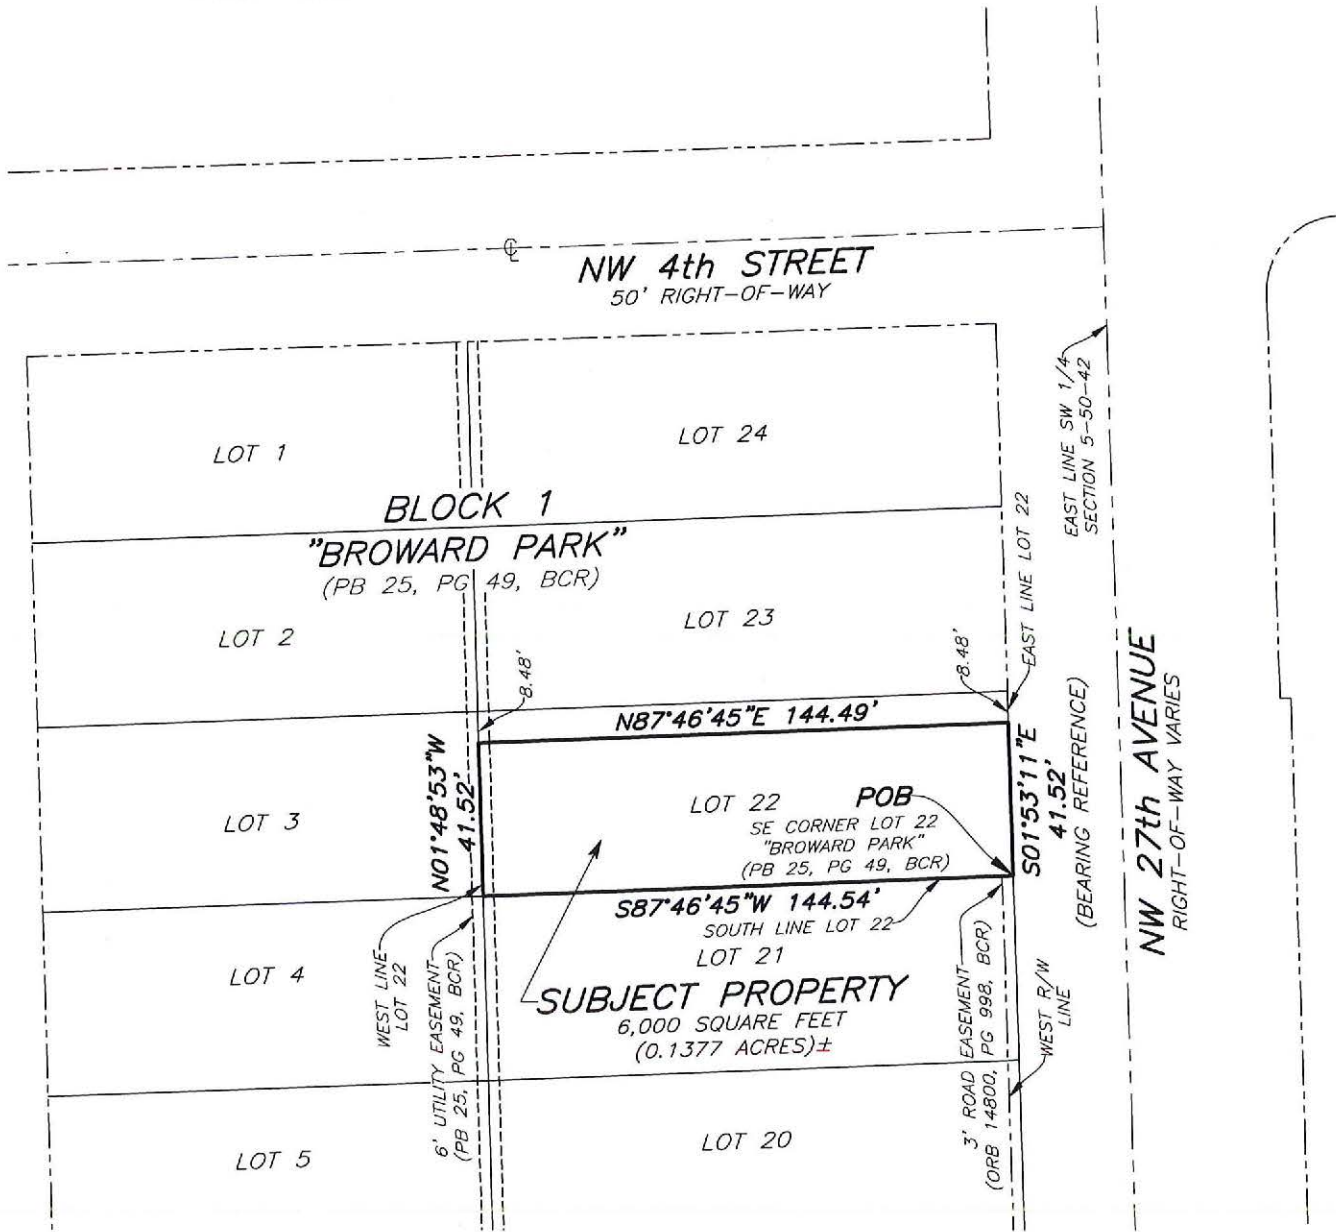 ℄
NW 4th STREET
50' RIGHT-OF-WAY
LOT 1
LOT 24
EAST LINE SW 1/4
SECTION 5-50-42
BLOCK 1
"BROWARD PARK"
(PB 25, PG 49, BCR)
LOT 2
LOT 23
EAST LINE LOT 22
8.48'
8.48'
N87°46'45"E 144.49'
N01°48'53"W
41.52'
S01°53'11"E
41.52'
(BEARING REFERENCE)
NW 27th AVENUE
RIGHT-OF-WAY VARIES
LOT 3
LOT 22
POB
SE CORNER LOT 22
"BROWARD PARK"
(PB 25, PG 49, BCR)
S87°46'45"W 144.54'
SOUTH LINE LOT 22
LOT 21
LOT 4
WEST LINE
LOT 22
6' UTILITY EASEMENT
(PB 25, PG 49, BCR)
SUBJECT PROPERTY
6,000 SQUARE FEET
(0.1377 ACRES)±
3' ROAD EASEMENT
(ORB 14800, PG 998, BCR)
WEST R/W
LINE
LOT 5
LOT 20